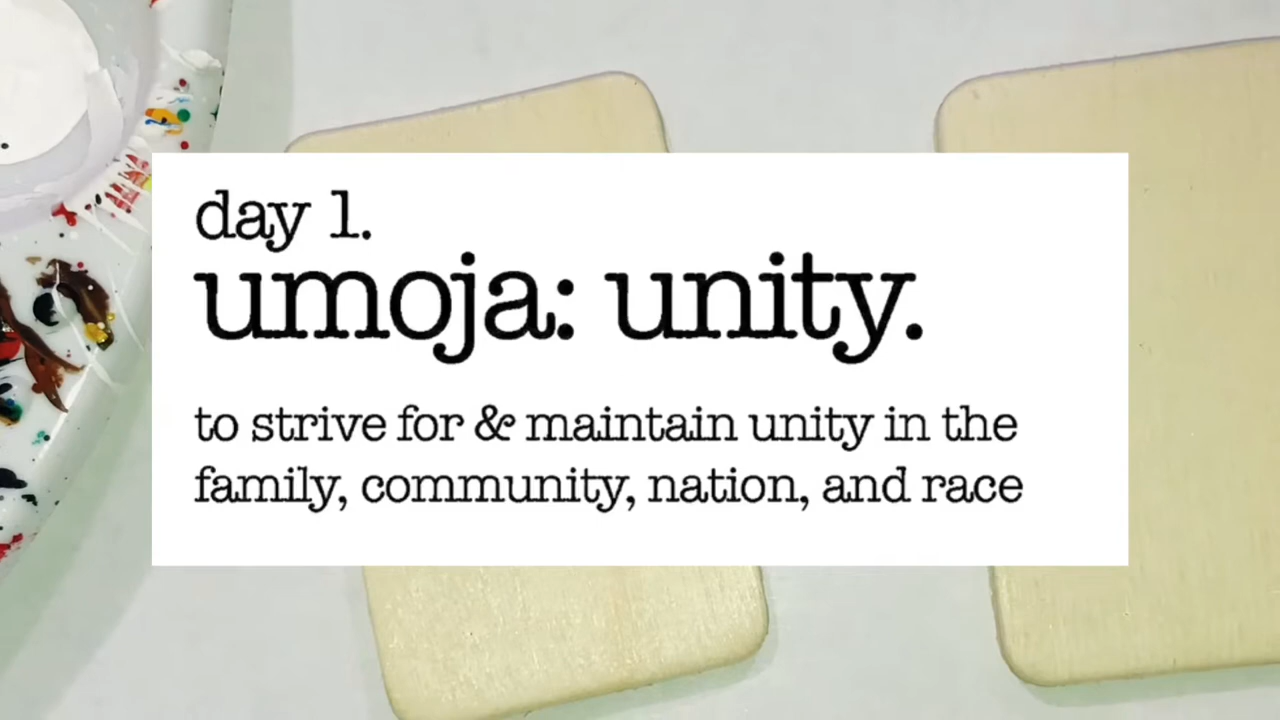 day 1.
umoja: unity.
to strive for & maintain unity in the
family, community, nation, and race